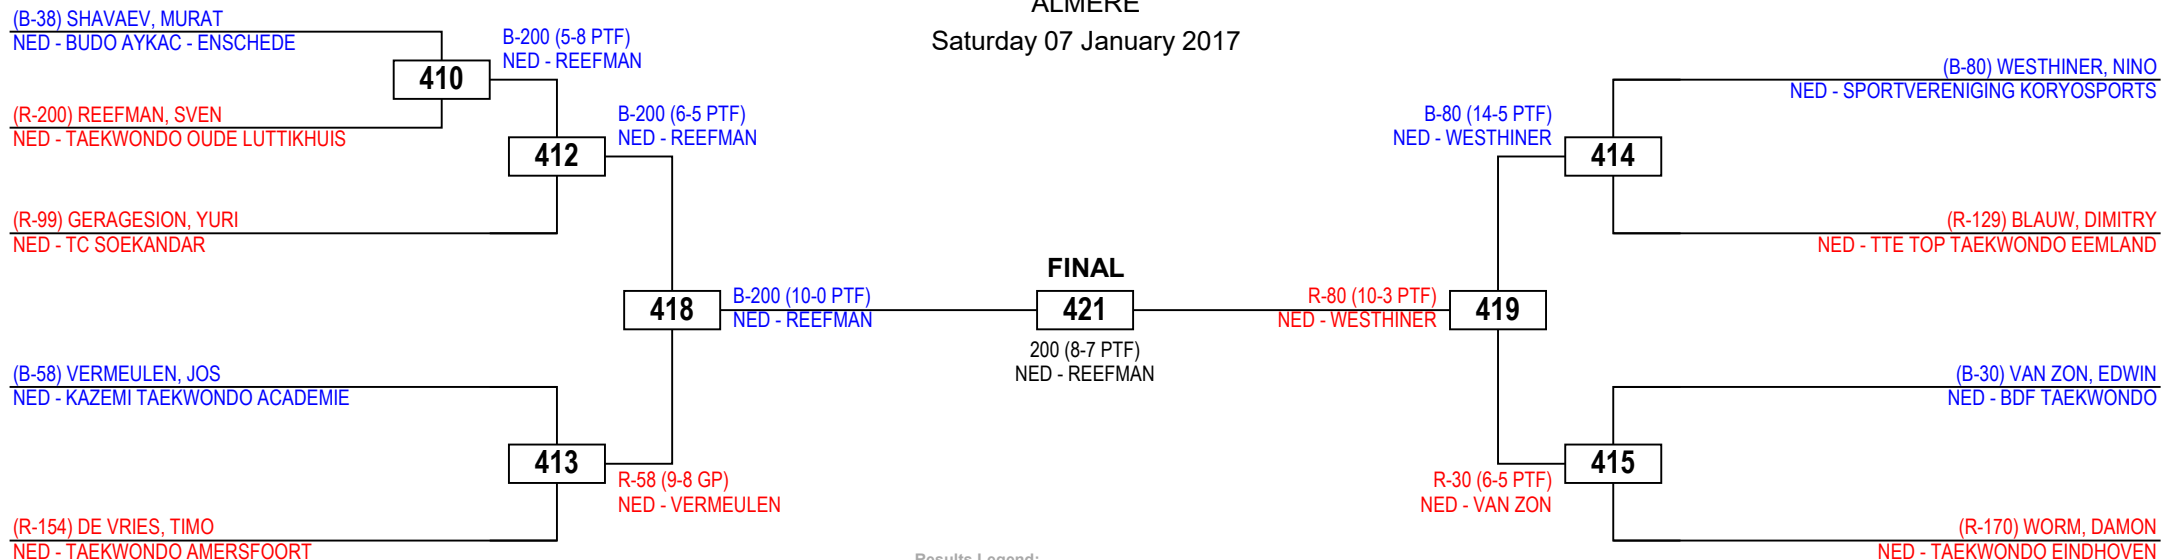 ALMERE
Saturday 07 January 2017
(B-38) SHAVAEV, MURAT
NED - BUDO AYKAC - ENSCHEDE
B-200 (5-8 PTF)
NED - REEFMAN
410
(R-200) REEFMAN, SVEN
NED - TAEKWONDO OUDE LUTTIKHUIS
B-200 (6-5 PTF)
NED - REEFMAN
412
(R-99) GERAGESION, YURI
NED - TC SOEKANDAR
418
B-200 (10-0 PTF)
NED - REEFMAN
(B-58) VERMEULEN, JOS
NED - KAZEMI TAEKWONDO ACADEMIE
413
R-58 (9-8 GP)
NED - VERMEULEN
(R-154) DE VRIES, TIMO
NED - TAEKWONDO AMERSFOORT
FINAL
421
200 (8-7 PTF)
NED - REEFMAN
(B-80) WESTHINER, NINO
NED - SPORTVERENIGING KORYOSPORTS
B-80 (14-5 PTF)
NED - WESTHINER
414
(R-129) BLAUW, DIMITRY
NED - TTE TOP TAEKWONDO EEMLAND
R-80 (10-3 PTF)
NED - WESTHINER
419
(B-30) VAN ZON, EDWIN
NED - BDF TAEKWONDO
415
R-30 (6-5 PTF)
NED - VAN ZON
(R-170) WORM, DAMON
NED - TAEKWONDO EINDHOVEN
Results Legend: